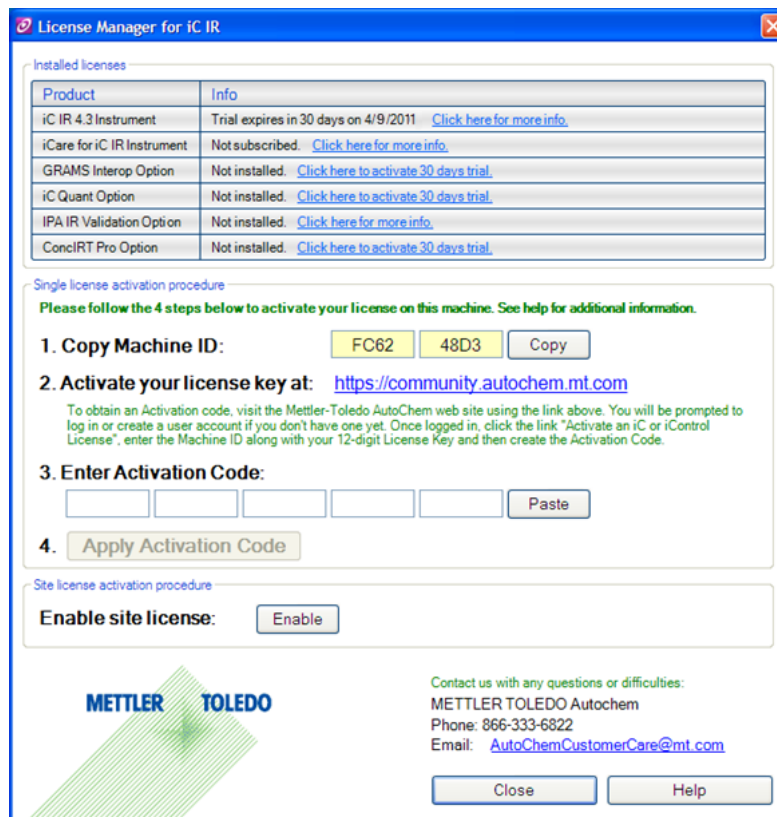 License Manager for iC IR
Installed licenses
Product Info
iC IR 4.3 Instrument Trial expires in 30 days on 4/9/2011 Click here for more info.
iCare for iC IR Instrument Not subscribed. Click here for more info.
GRAMS Interop Option Not installed. Click here to activate 30 days trial.
iC Quant Option Not installed. Click here to activate 30 days trial.
IPA IR Validation Option Not installed. Click here for more info.
ConcIRT Pro Option Not installed. Click here to activate 30 days trial.
Single license activation procedure
Please follow the 4 steps below to activate your license on this machine. See help for additional information.
1. Copy Machine ID: FC62 48D3 Copy
2. Activate your license key at: https://community.autochem.mt.com
To obtain an Activation code, visit the Mettler-Toledo AutoChem web site using the link above. You will be prompted to
log in or create a user account if you don't have one yet. Once logged in, click the link "Activate an iC or iControl
License", enter the Machine ID along with your 12-digit License Key and then create the Activation Code.
3. Enter Activation Code:
Paste
4. Apply Activation Code
Site license activation procedure
Enable site license: Enable
METTLER TOLEDO
Contact us with any questions or difficulties:
METTLER TOLEDO Autochem
Phone: 866-333-6822
Email: AutoChemCustomerCare@mt.com
Close Help